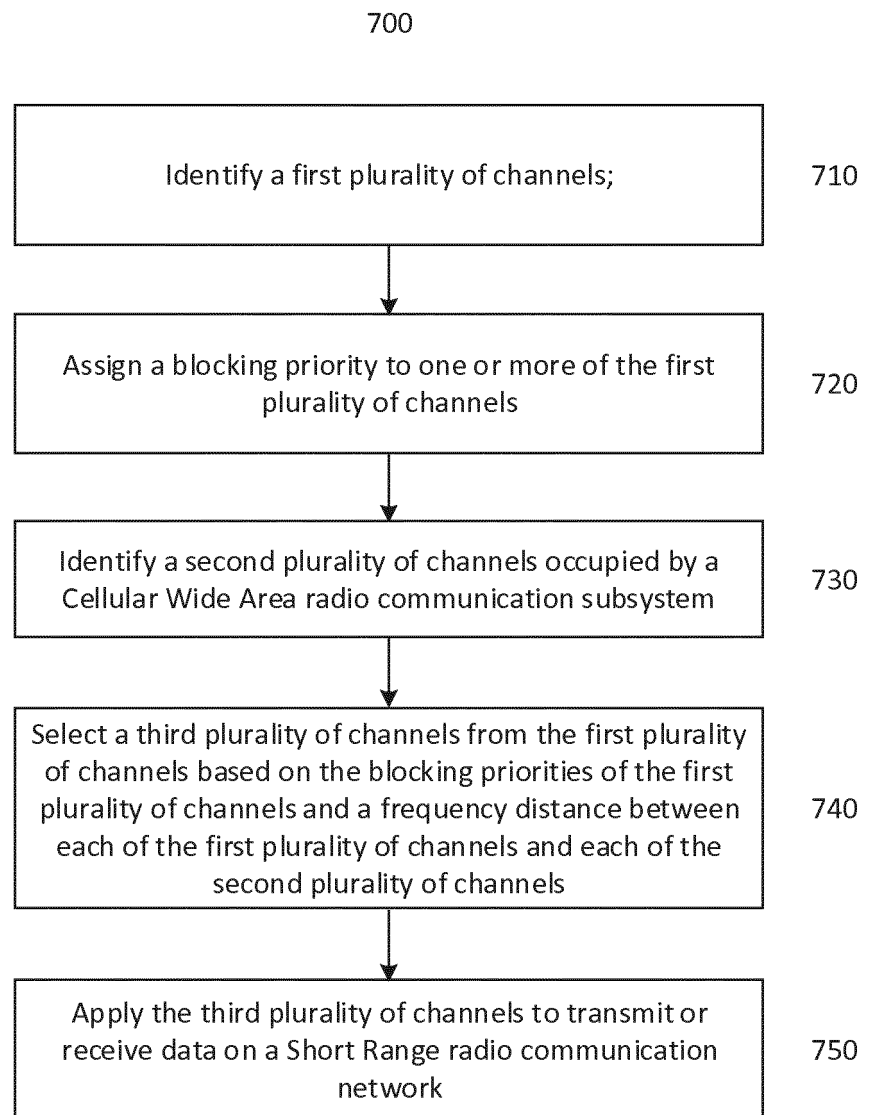 700
Identify a first plurality of channels;
710
Assign a blocking priority to one or more of the first
plurality of channels
720
Identify a second plurality of channels occupied by a
Cellular Wide Area radio communication subsystem
730
Select a third plurality of channels from the first plurality
of channels based on the blocking priorities of the first
plurality of channels and a frequency distance between
each of the first plurality of channels and each of the
second plurality of channels
740
Apply the third plurality of channels to transmit or
receive data on a Short Range radio communication
network
750